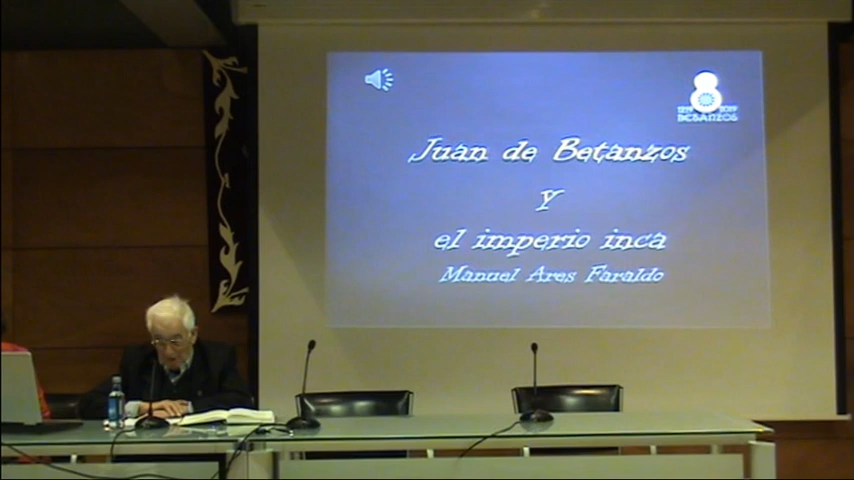 BETANZOS
Juan de Betanzos
y
el imperio inca
Manuel Ares Faraldo